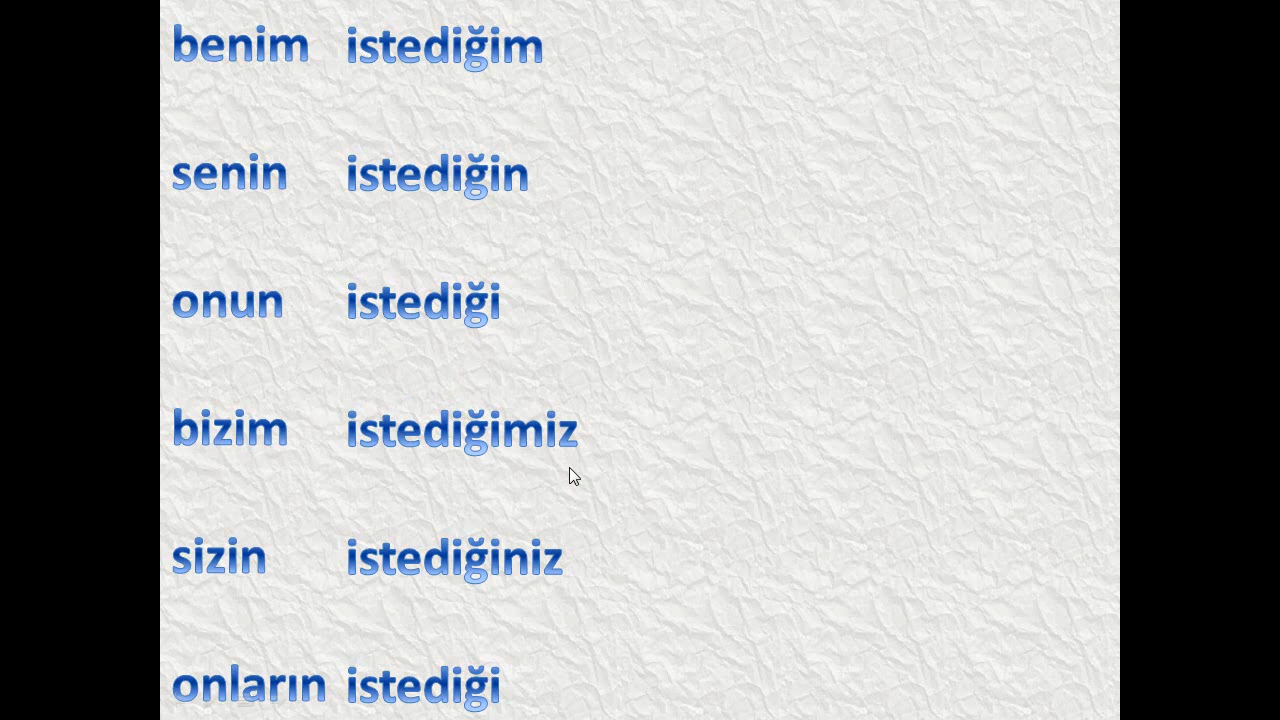 benim istediğim
senin istediğin
onun istediği
bizim istediğimiz
sizin istediğiniz
onların istediği